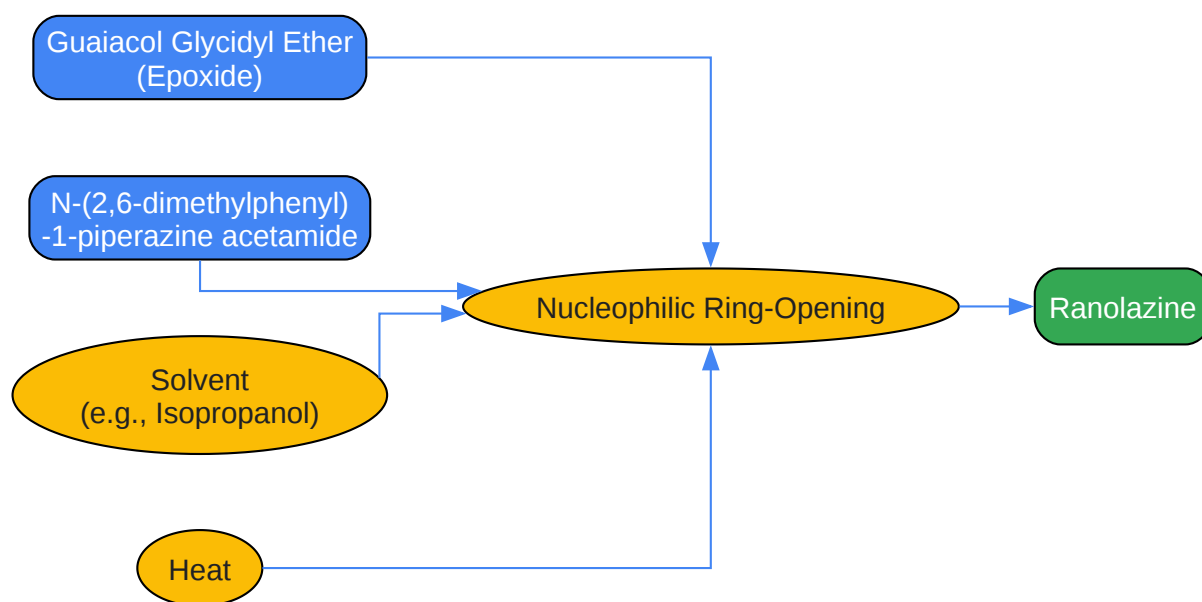 Guaiacol Glycidyl Ether
(Epoxide)
N-(2,6-dimethylphenyl)
-1-piperazine acetamide
Nucleophilic Ring-Opening
Ranolazine
Solvent
(e.g., Isopropanol)
Heat